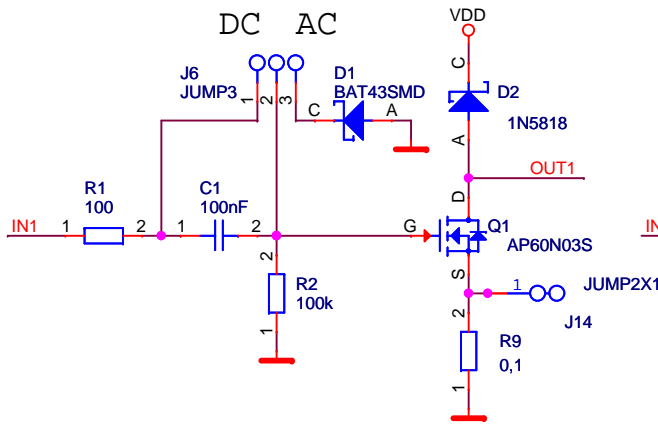 DC AC
VDD
J6
JUMP3
1
2
3
D1
BAT43SMD
C
A
C
D2
1N5818
A
OUT1
R1
100
C1
100nF
IN1
1
2
1
2
G
D
Q1
AP60N03S
IN
S
2
R2
100k
1
1
JUMP2X1
J14
2
R9
0,1
1